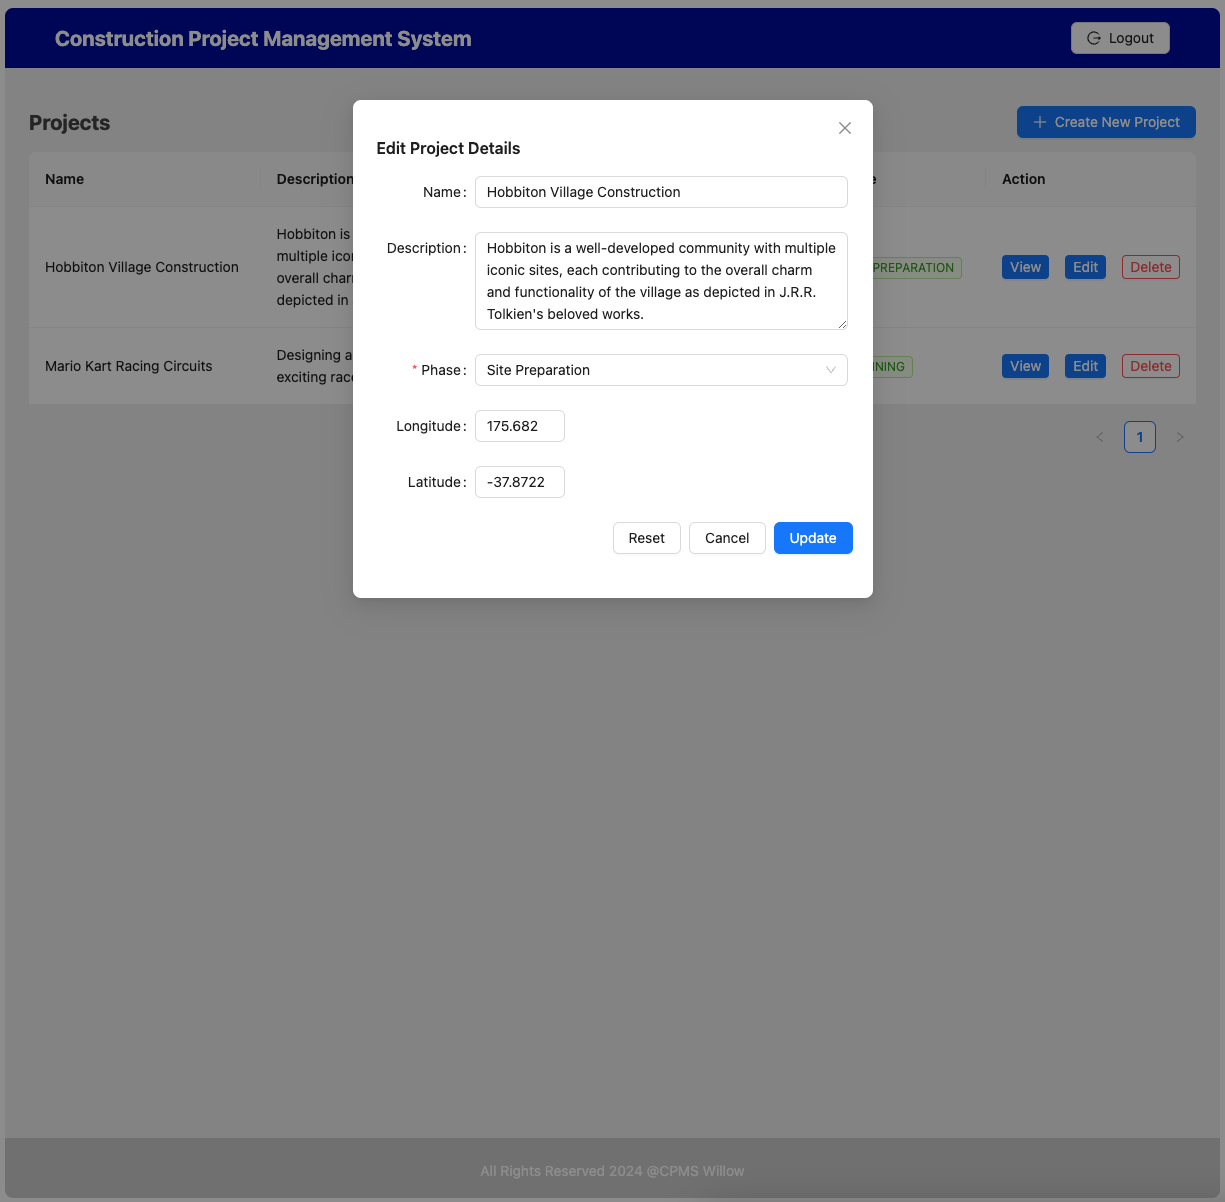 Construction Project Management System
Logout
Projects
Create New Project
Name
Description
Action
Hobbiton Village Construction
Hobbiton is
multiple
overall
depicted in
PREPARATION
View
Edit
Delete
Mario Kart Racing Circuits
Designing
exciting
View
Edit
Delete
1
Edit Project Details
Name:
Hobbiton Village Construction
Description:
Hobbiton is a well-developed community with multiple
iconic sites, each contributing to the overall charm
and functionality of the village as depicted in J.R.R.
Tolkien's beloved works.
* Phase:
Site Preparation
Longitude:
175.682
Latitude:
-37.8722
Reset
Cancel
Update
All Rights Reserved 2024 @CPMS Willow